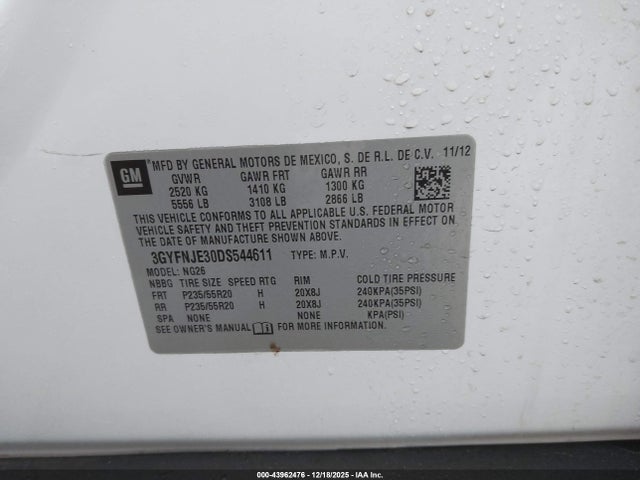 GM
MFD BY GENERAL MOTORS DE MEXICO, S. DE R.L. DE C.V. 11/12
GVWR GAWR FRT GAWR RR
2520 KG 1410 KG 1300 KG
5556 LB 3108 LB 2866 LB
THIS VEHICLE CONFORMS TO ALL APPLICABLE U.S. FEDERAL MOTOR
VEHICLE SAFETY AND THEFT PREVENTION STANDARDS IN EFFECT ON
THE DATE OF MANUFACTURE SHOWN ABOVE.
3GYFNJE30DS544611 TYPE: M.P.V.
MODEL: NG26
NBBG TIRE SIZE SPEED RTG RIM COLD TIRE PRESSURE
FRT P235/55R20 H 20X8J 240KPA(35PSI)
RR P235/55R20 H 20X8J 240KPA(35PSI)
SPA NONE NONE KPA(PSI)
SEE OWNER'S MANUAL FOR MORE INFORMATION.
000-43962476 - 12/18/2025 - IAA Inc.